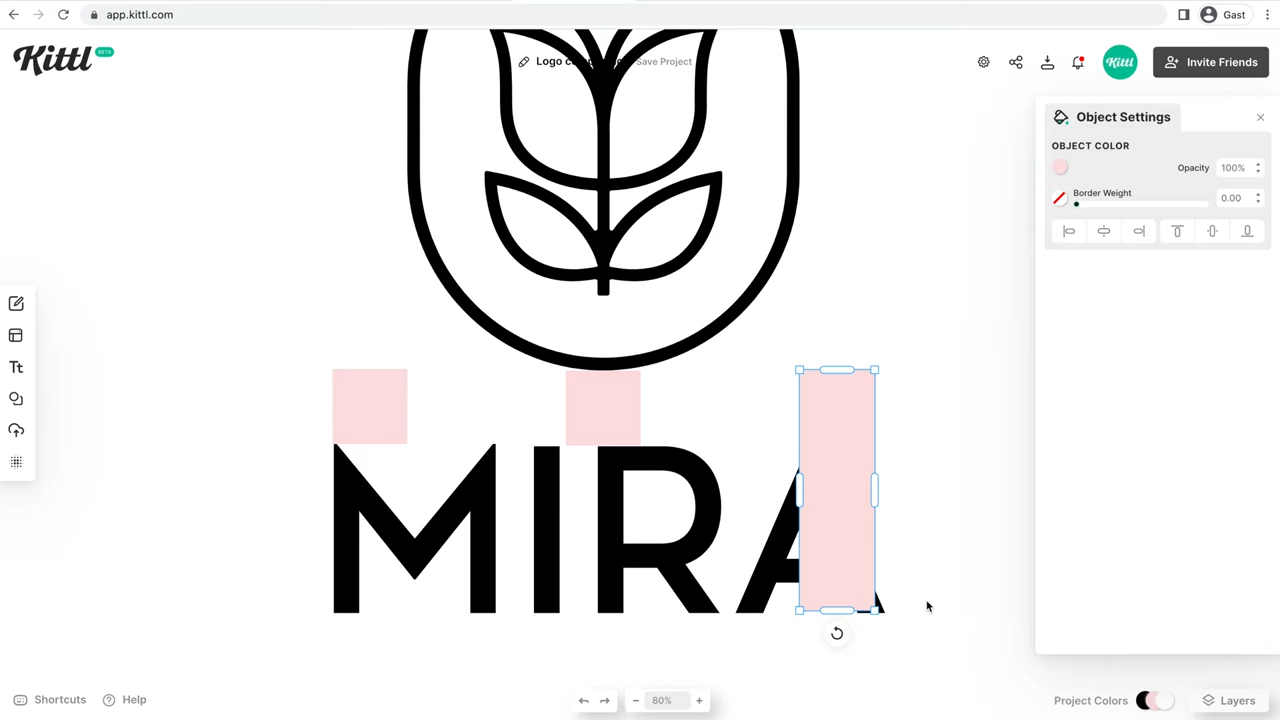 app.kittl.com
Gast
Kittl BETA
Save Project
Kittl
Invite Friends
Object Settings
OBJECT COLOR
Opacity 100%
Border Weight
0.00
Tt
MIRA
Shortcuts
Help
80%
Project Colors
Layers